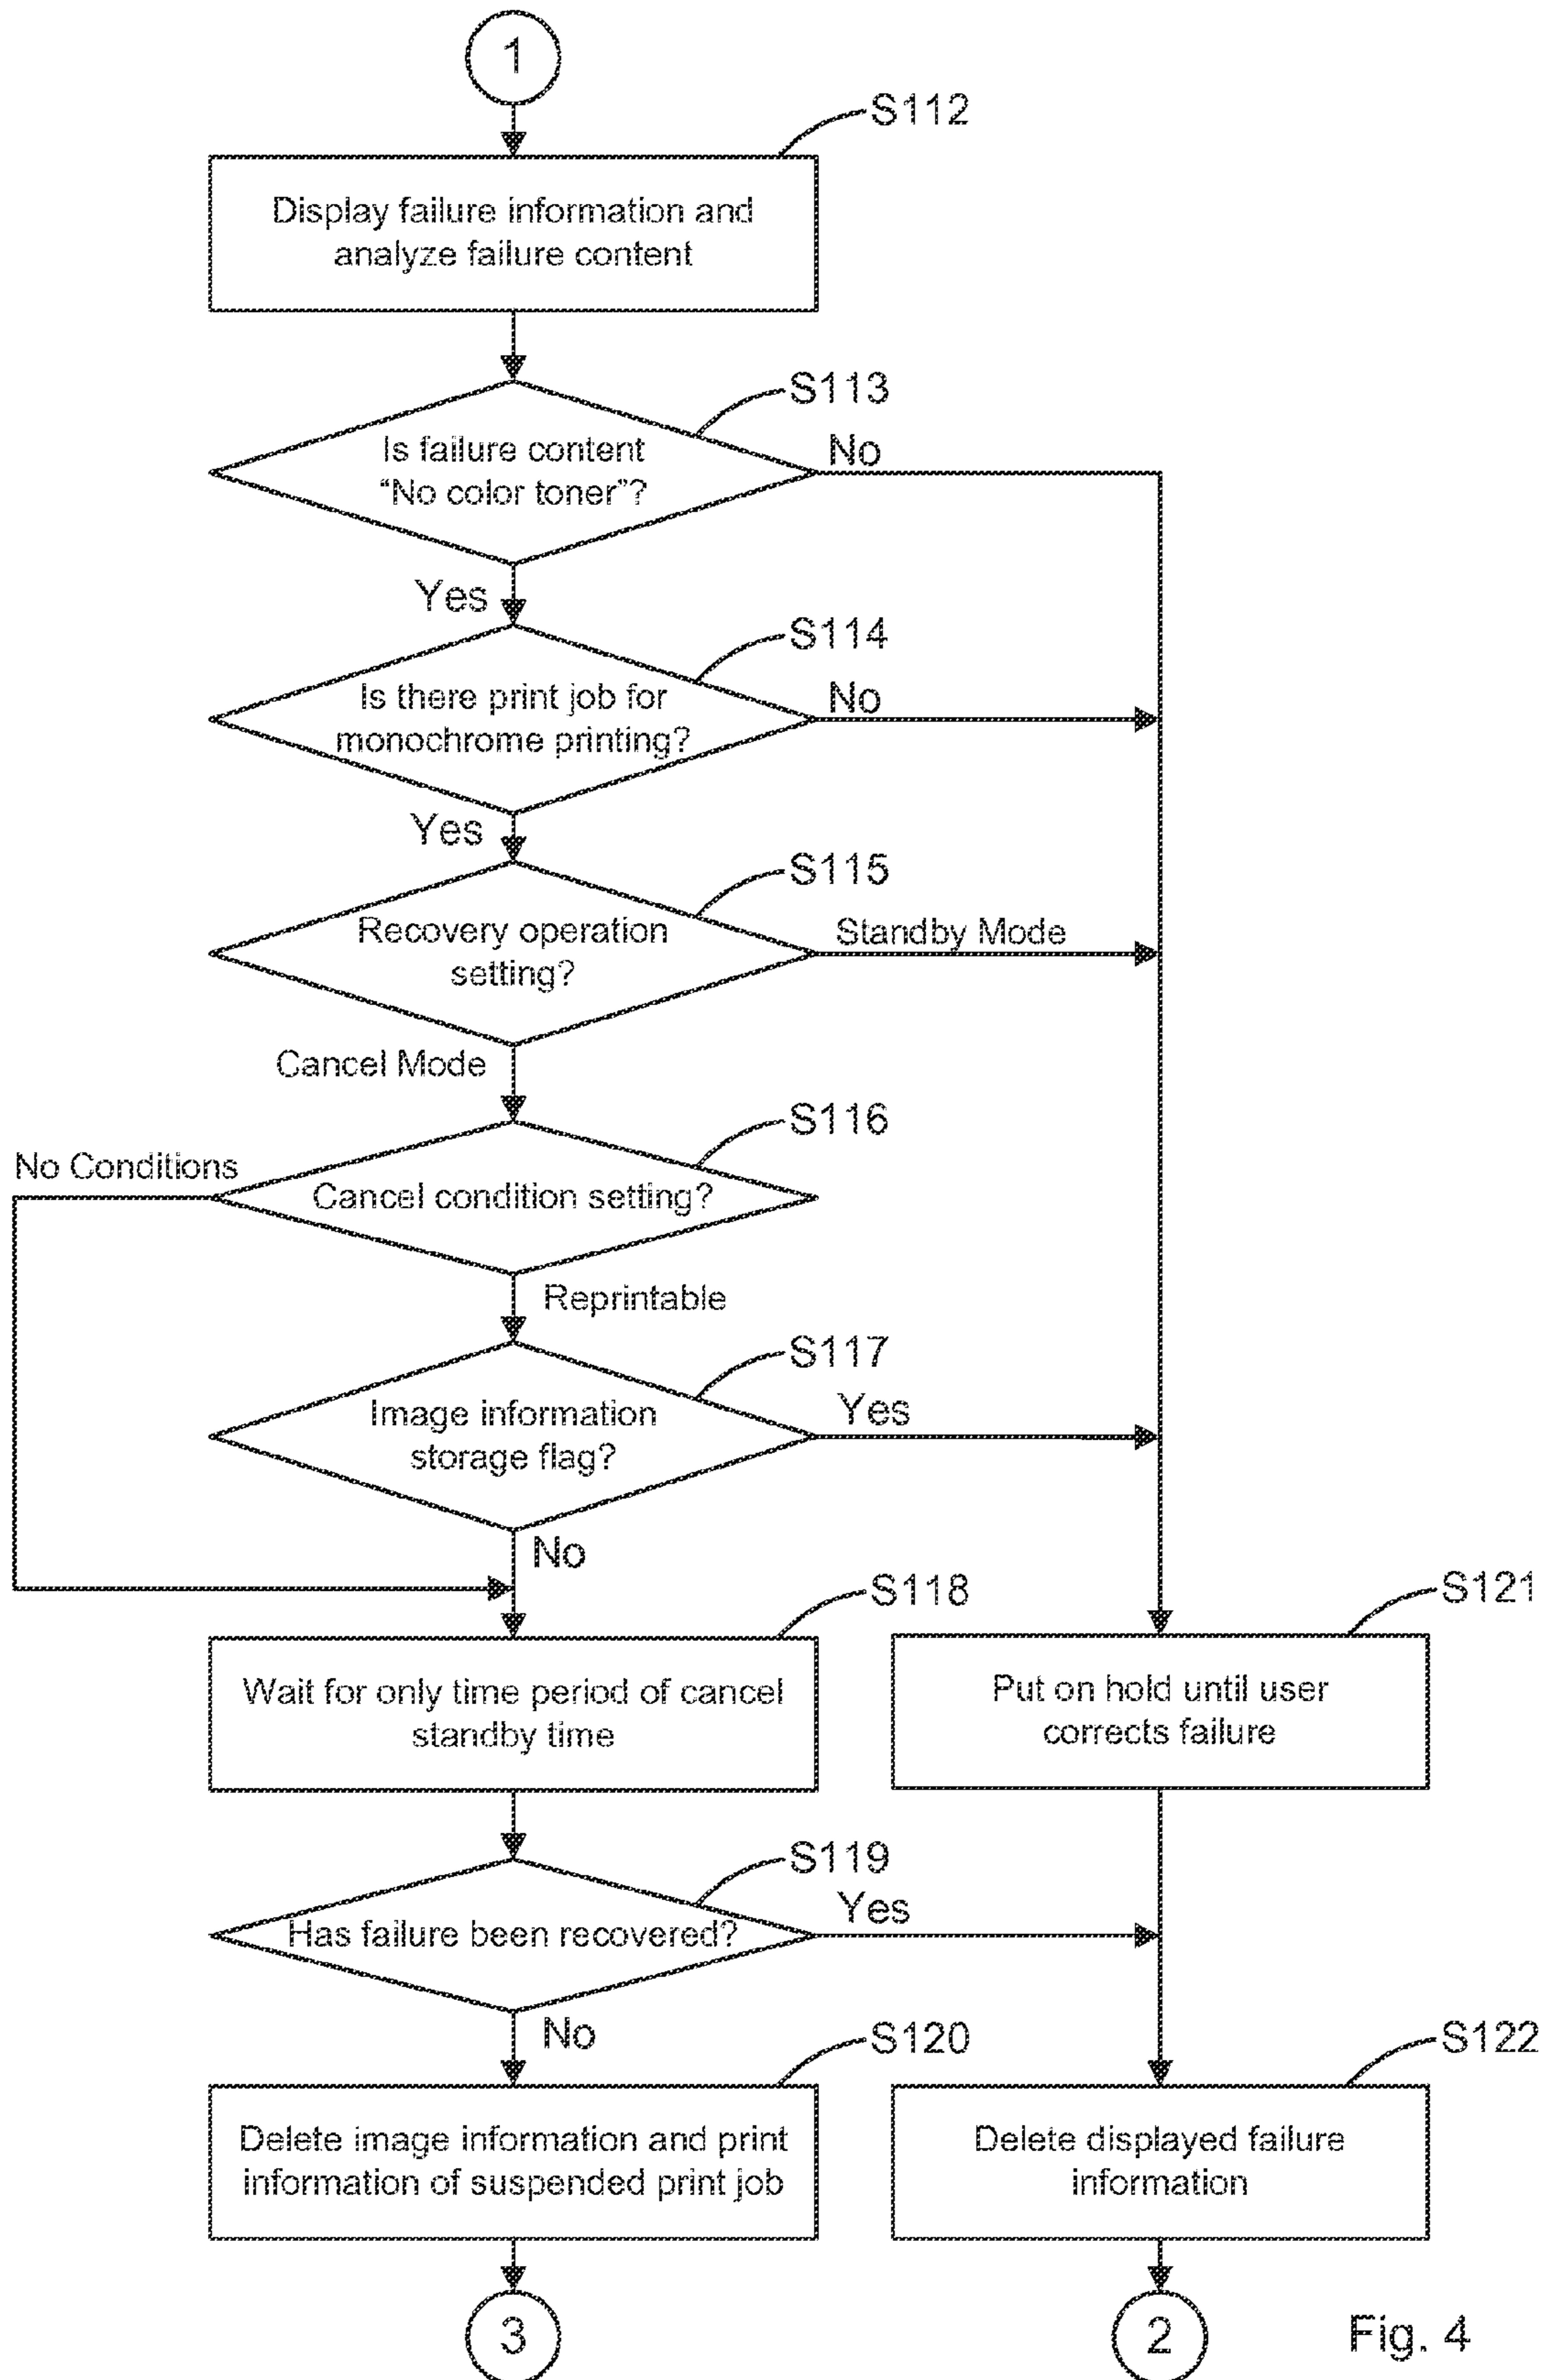 1
S112
Display failure information and
analyze failure content
S113
Is failure content
“No color toner”?
No
Yes
S114
Is there print job for
monochrome printing?
No
Yes
S115
Recovery operation
setting?
Standby Mode
Cancel Mode
S116
No Conditions
Cancel condition setting?
Reprintable
S117
Image information
storage flag?
Yes
No
S118
Wait for only time period of cancel
standby time
S121
Put on hold until user
corrects failure
S119
Has failure been recovered?
Yes
No
S120
Delete image information and print
information of suspended print job
S122
Delete displayed failure
information
3
2
Fig. 4